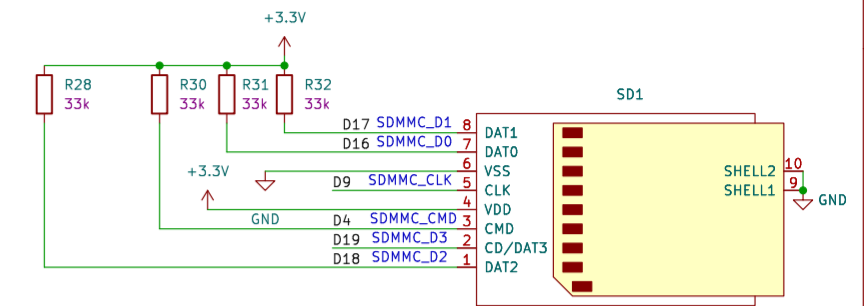 +3.3V
R28
33k
R30
33k
R31
33k
R32
33k
SD1
D17 SDMMC_D1 8 DAT1
D16 SDMMC_D0 7 DAT0
+3.3V
6 VSS
D9 SDMMC_CLK 5 CLK
4 VDD
GND
D4 SDMMC_CMD 3 CMD
D19 SDMMC_D3 2 CD/DAT3
D18 SDMMC_D2 1 DAT2
SHELL2 10
SHELL1 9
GND